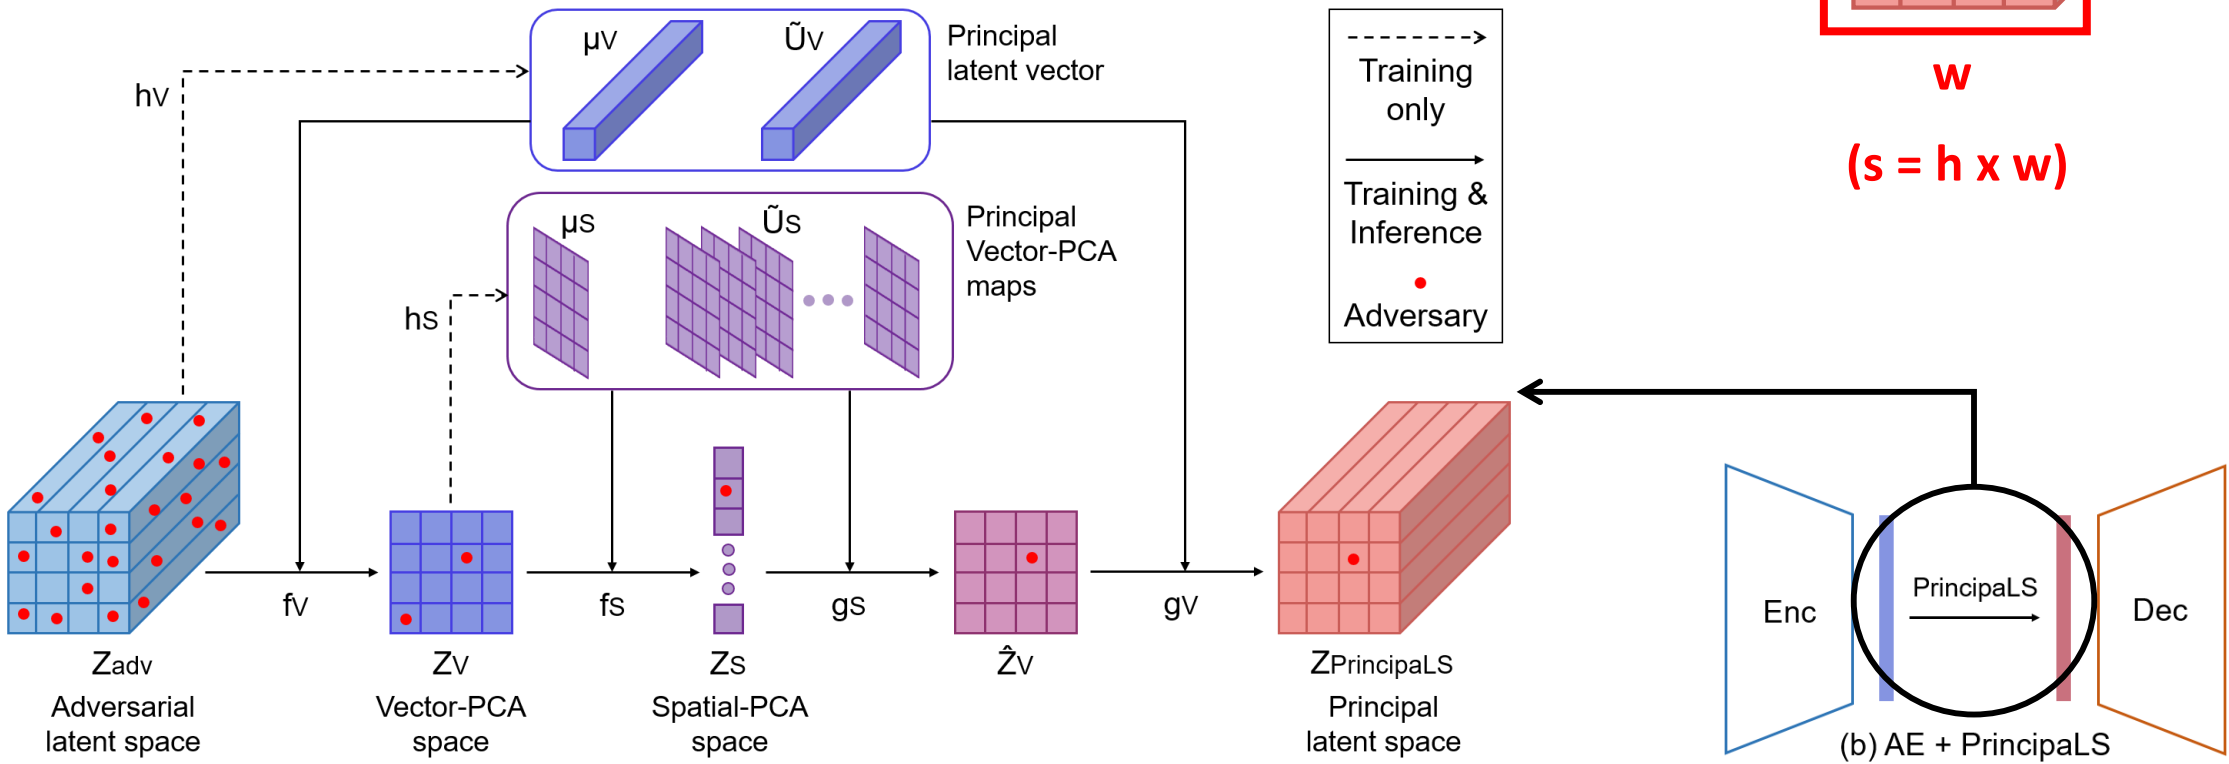 μV
ŨV
Principal
latent vector
hV
μS
ŨS
Principal
Vector-PCA
maps
hS
Training
only
Training &
Inference
Adversary
w
(s = h x w)
fV
fS
gS
gV
Zadv
ZV
ZS
ẐV
ZPrincipaLS
Adversarial
latent space
Vector-PCA
space
Spatial-PCA
space
Principal
latent space
Enc
PrincipaLS
Dec
(b) AE + PrincipaLS